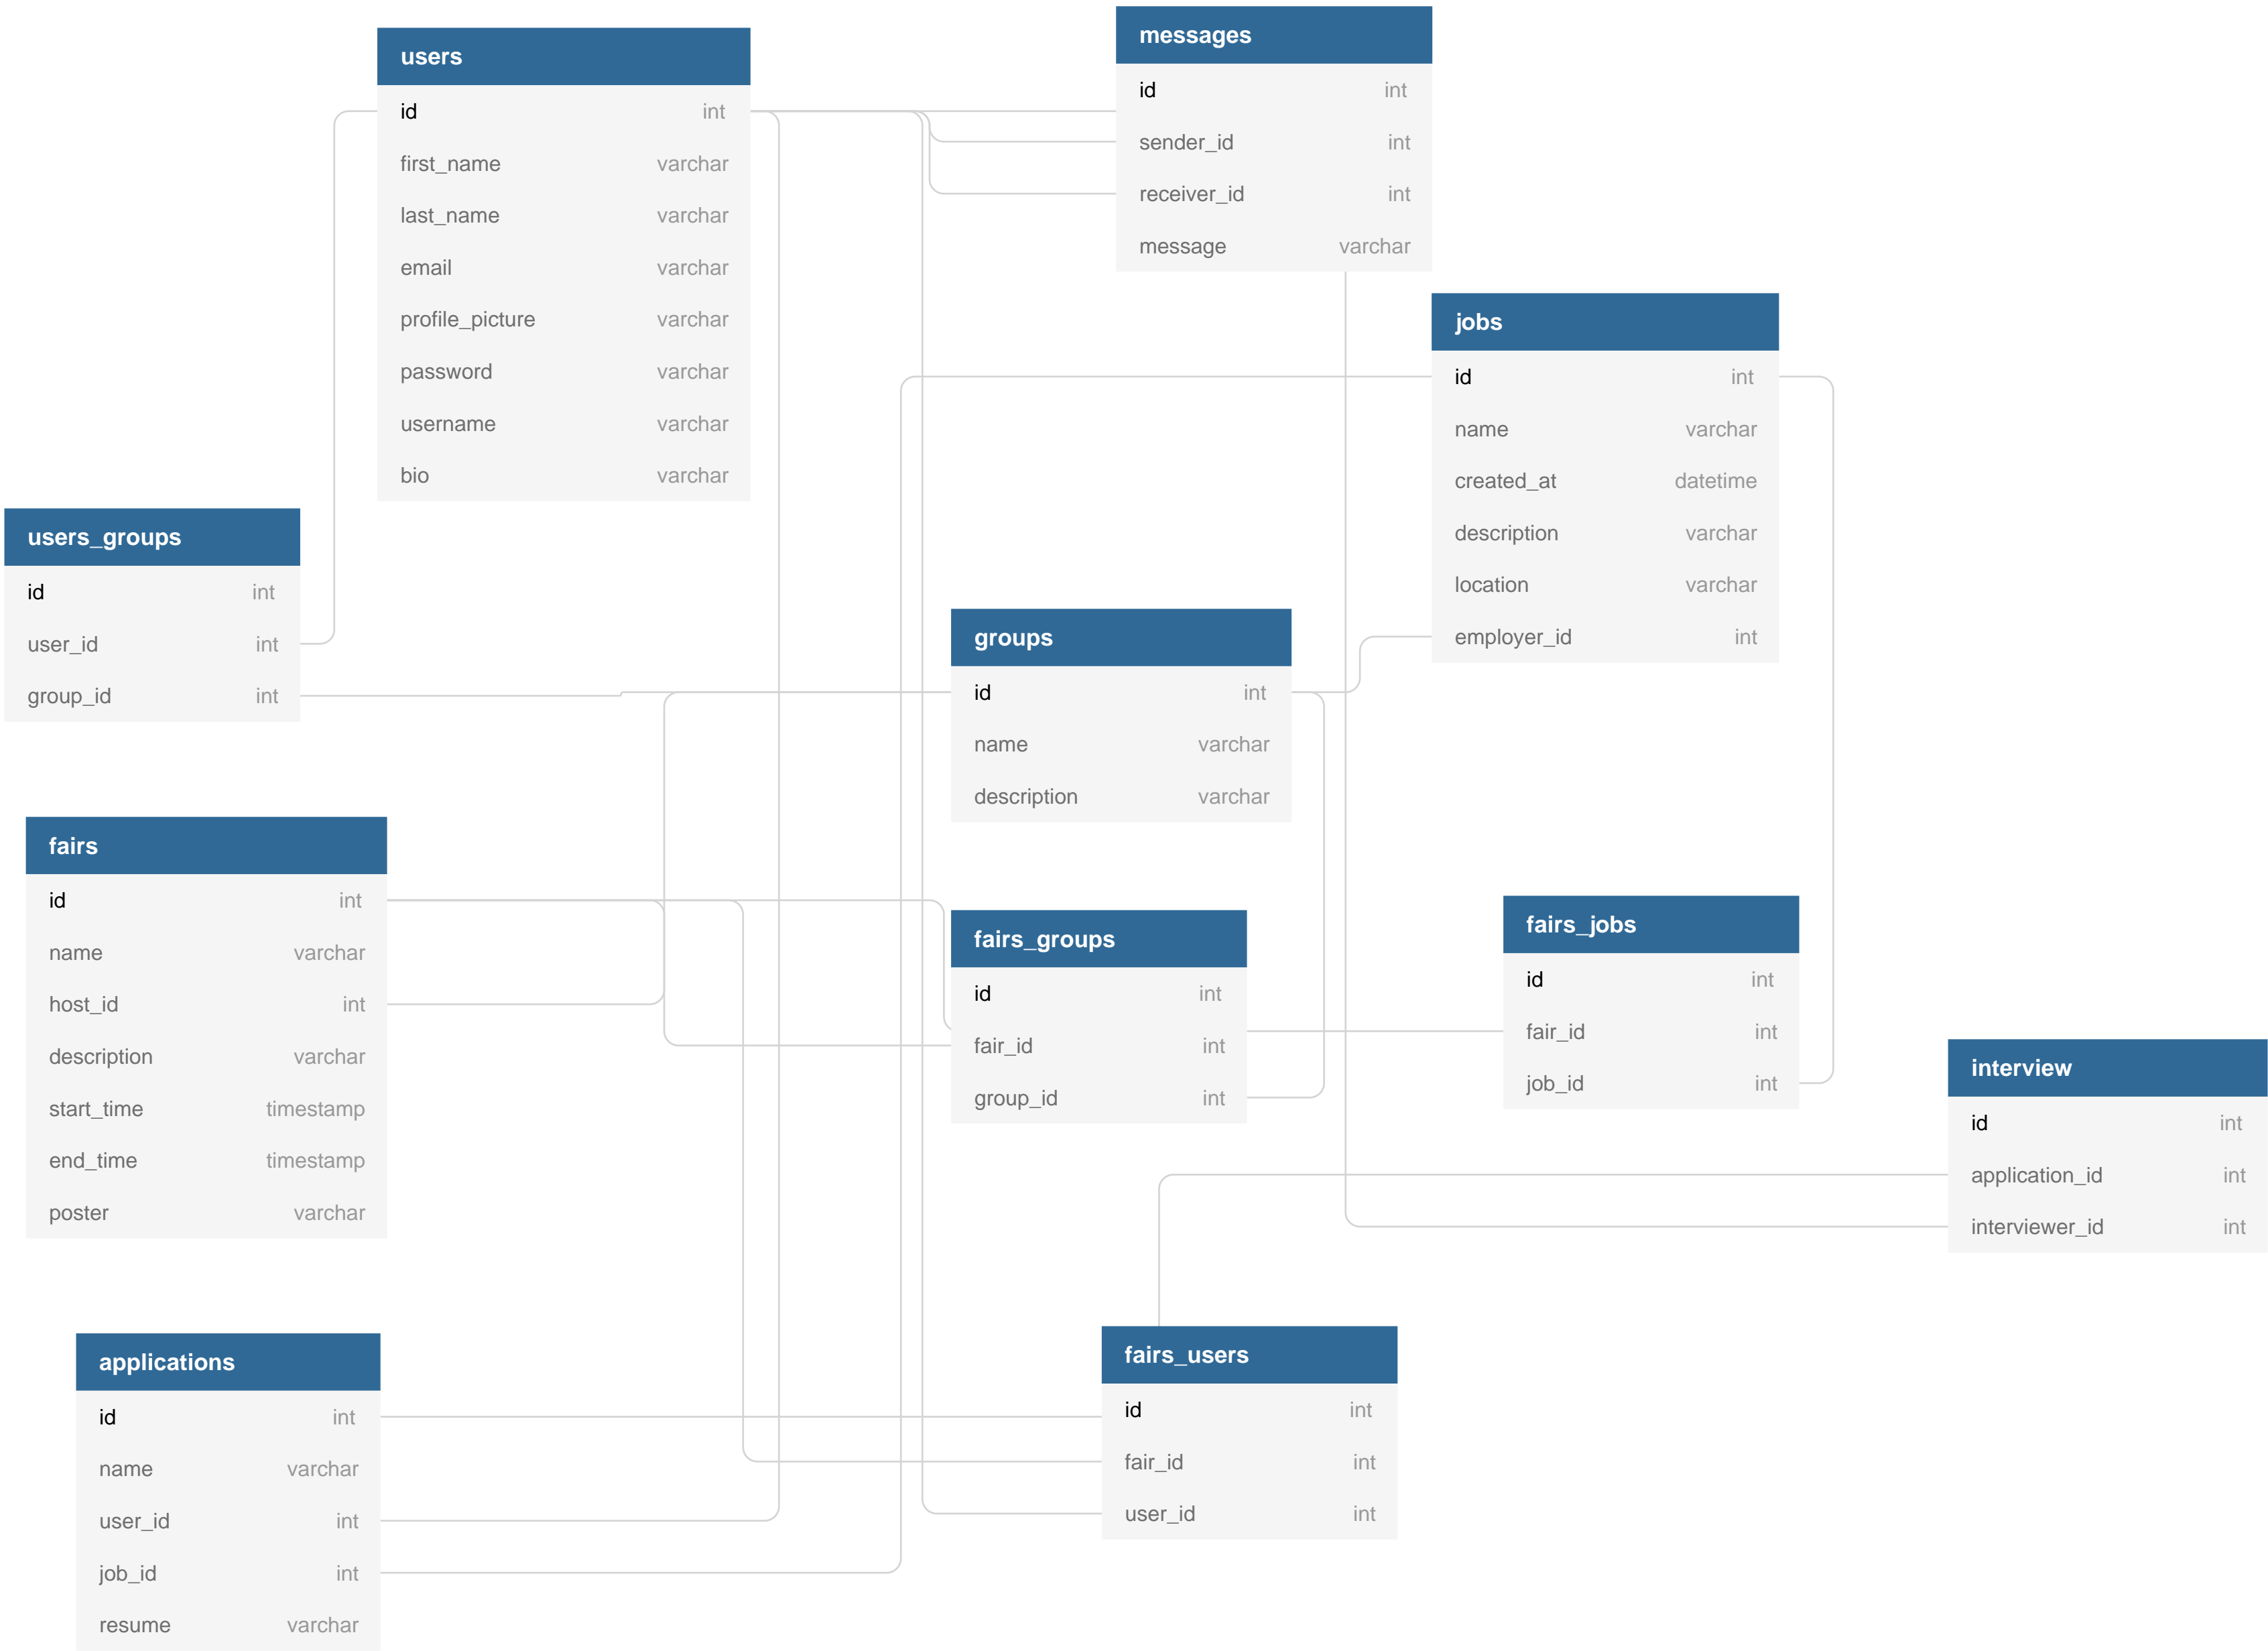 users
id int
first_name varchar
last_name varchar
email varchar
profile_picture varchar
password varchar
username varchar
bio varchar
messages
id int
sender_id int
receiver_id int
message varchar
jobs
id int
name varchar
created_at datetime
description varchar
location varchar
employer_id int
users_groups
id int
user_id int
group_id int
groups
id int
name varchar
description varchar
fairs
id int
name varchar
host_id int
description varchar
start_time timestamp
end_time timestamp
poster varchar
fairs_groups
id int
fair_id int
group_id int
fairs_jobs
id int
fair_id int
job_id int
interview
id int
application_id int
interviewer_id int
applications
id int
name varchar
user_id int
job_id int
resume varchar
fairs_users
id int
fair_id int
user_id int